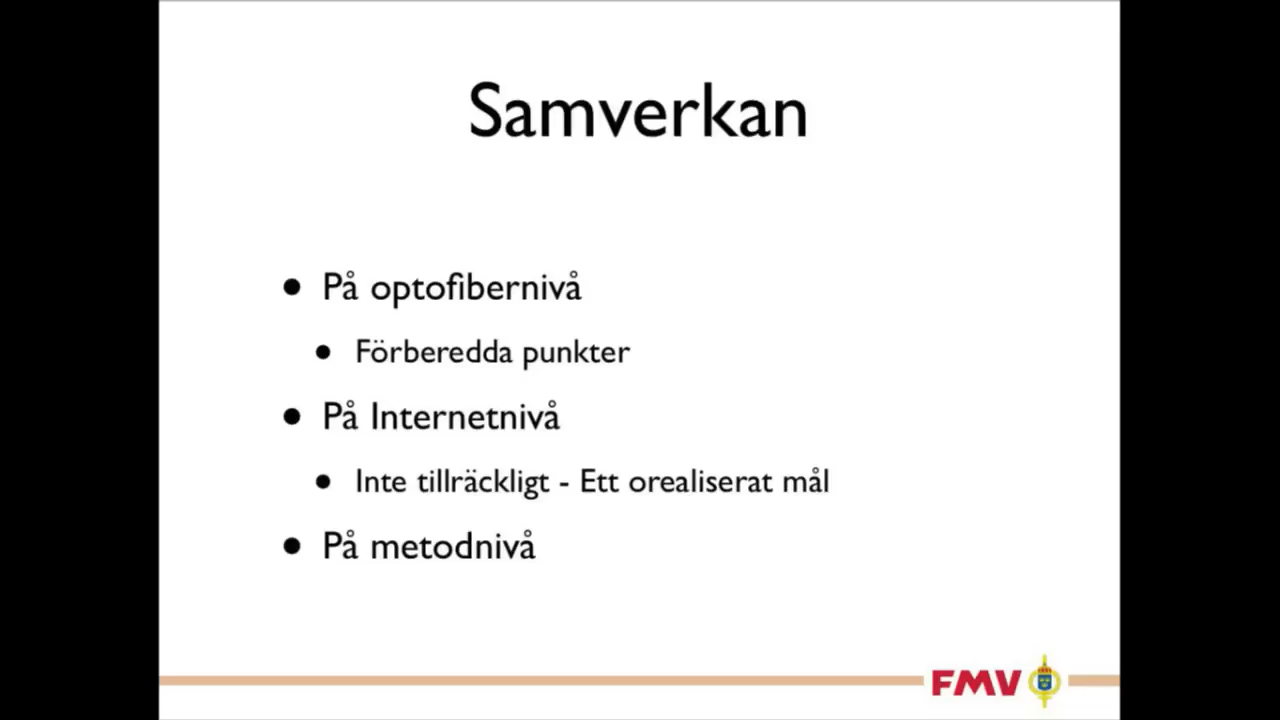 Samverkan
• På optofibernivå
• Förberedda punkter
• På Internetnivå
• Inte tillräckligt - Ett orealiserat mål
• På metodnivå
FMV